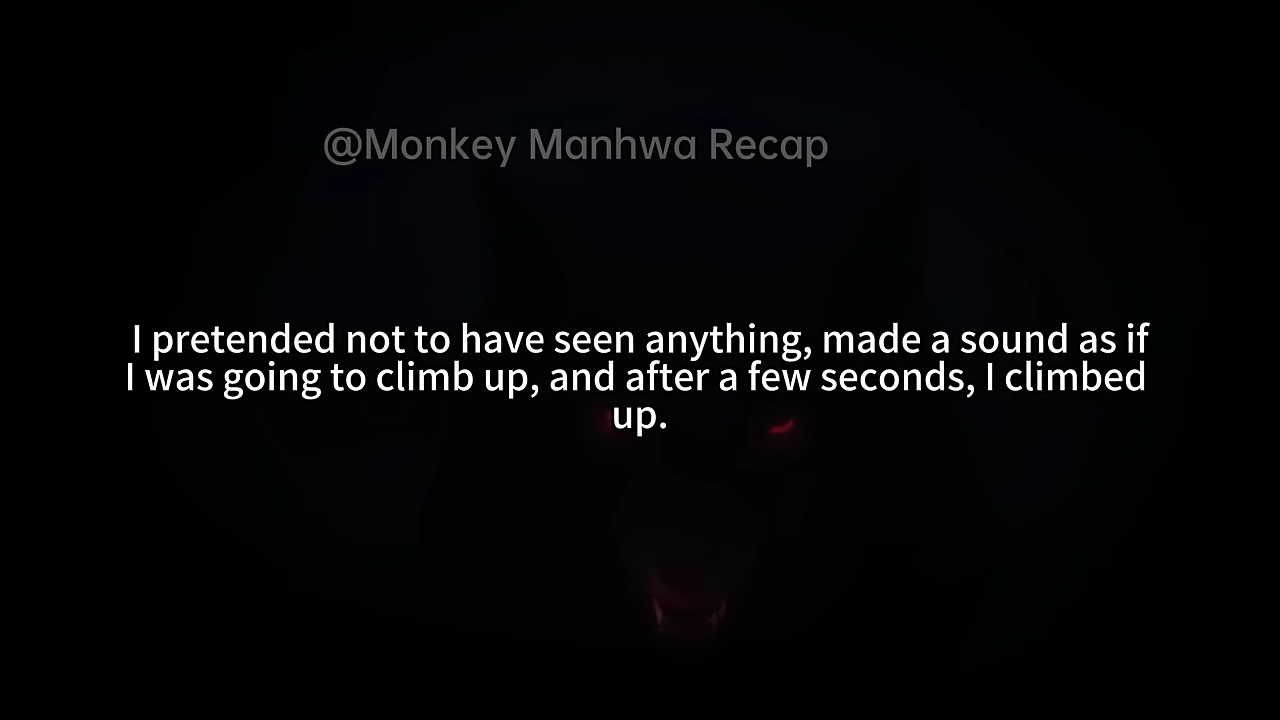 @Monkey Manhwa Recap
I pretended not to have seen anything, made a sound as if
I was going to climb up, and after a few seconds, I climbed
up.